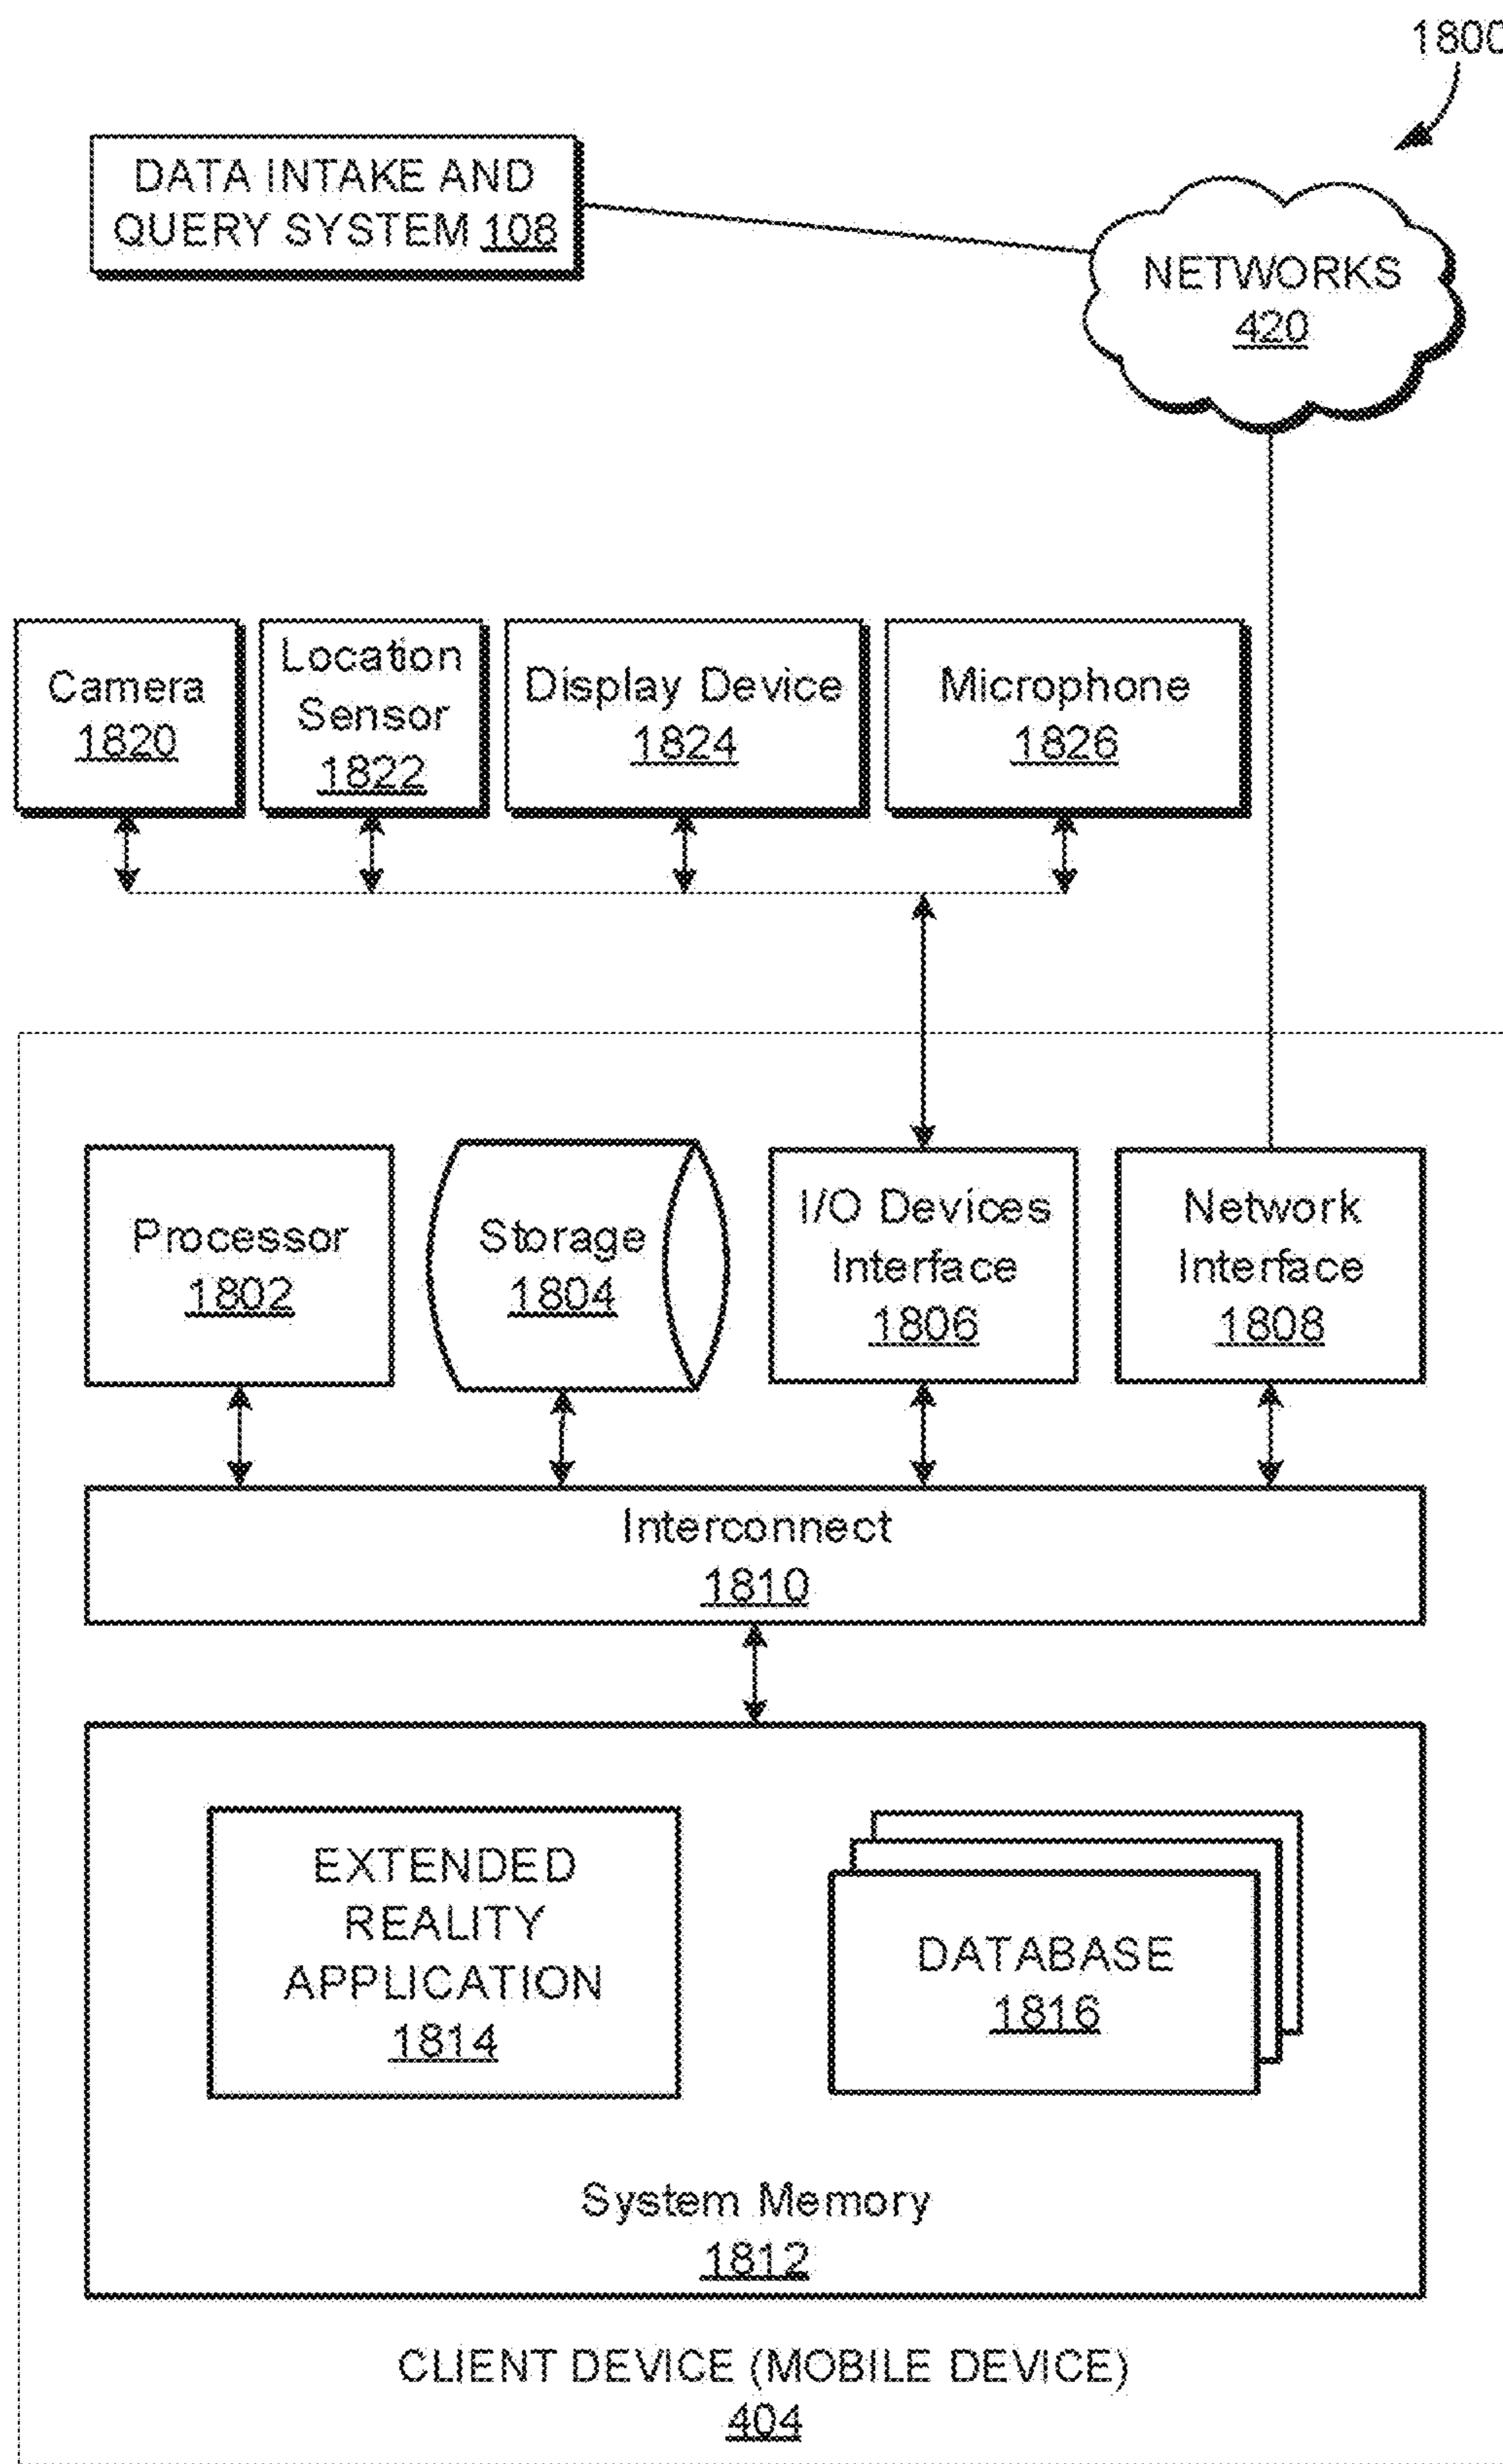 1800
DATA INTAKE AND
QUERY SYSTEM 108
NETWORKS
420
Camera
1820
Location
Sensor
1822
Display Device
1824
Microphone
1826
Processor
1802
Storage
1804
I/O Devices
Interface
1806
Network
Interface
1808
Interconnect
1810
EXTENDED
REALITY
APPLICATION
1814
DATABASE
1816
System Memory
1812
CLIENT DEVICE (MOBILE DEVICE)
404